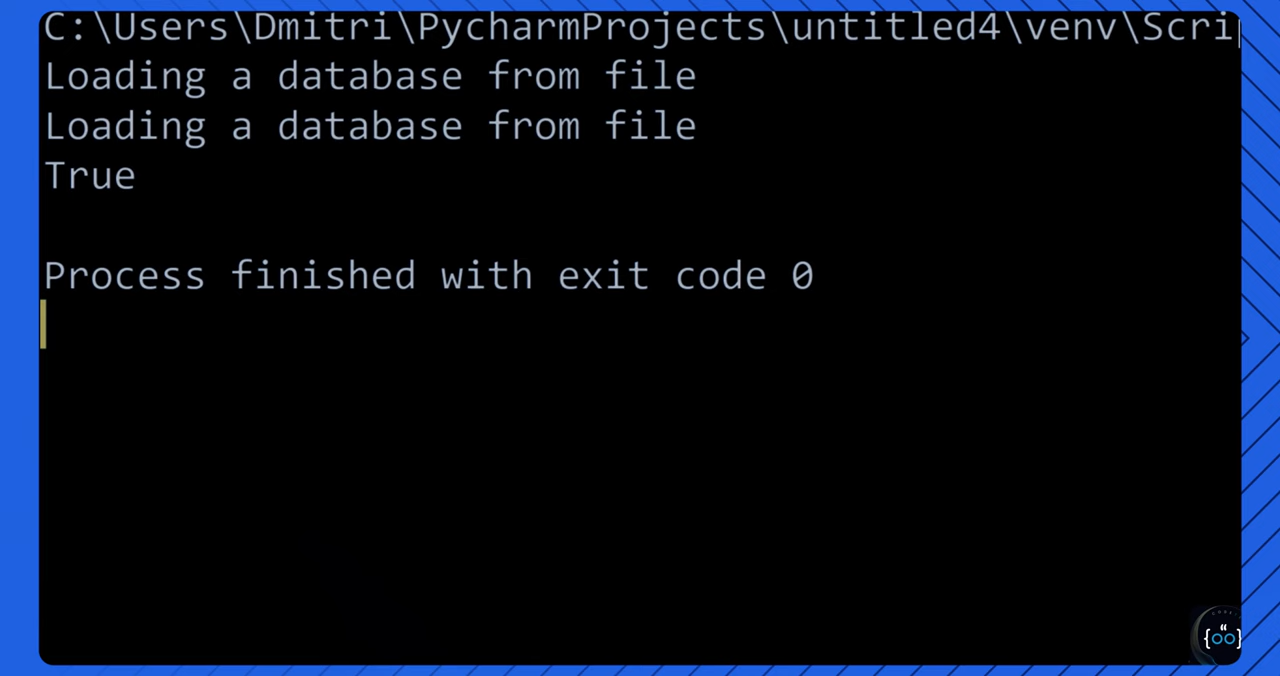 C:\Users\Dmitri\PycharmProjects\untitled4\venv\Scri
Loading a database from file
Loading a database from file
True
Process finished with exit code 0
{oo}